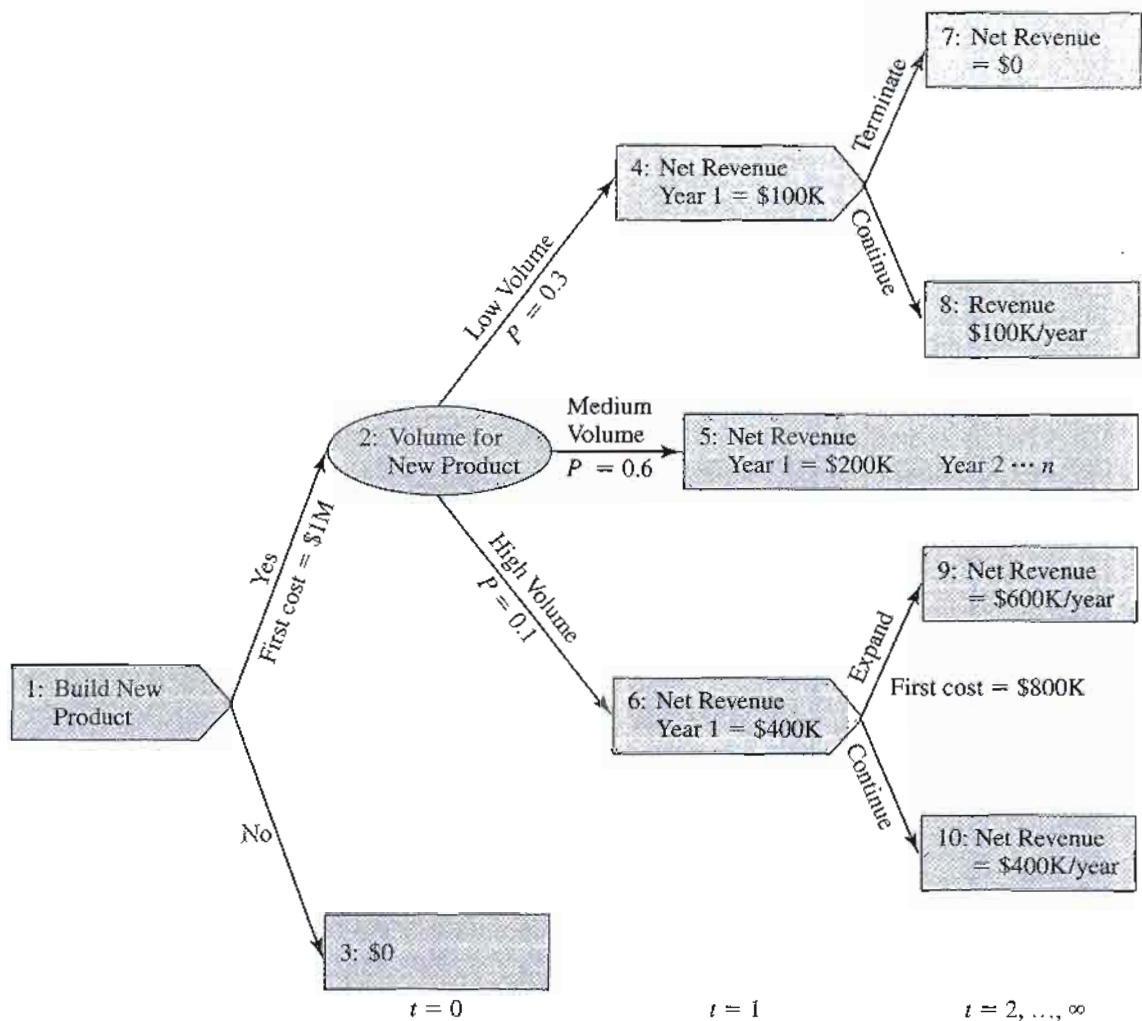 7: Net Revenue
= $0
Terminate
4: Net Revenue
Year 1 = $100K
Continue
8: Revenue
$100K/year
Low Volume
P = 0.3
2: Volume for
New Product
Medium
Volume
P = 0.6
5: Net Revenue
Year 1 = $200K Year 2 ··· n
High Volume
P = 0.1
9: Net Revenue
= $600K/year
Expand
First cost = $800K
6: Net Revenue
Year 1 = $400K
Continue
10: Net Revenue
= $400K/year
Yes
First cost = $1M
1: Build New
Product
No
3: $0
t = 0 t = 1 t = 2, ..., ∞